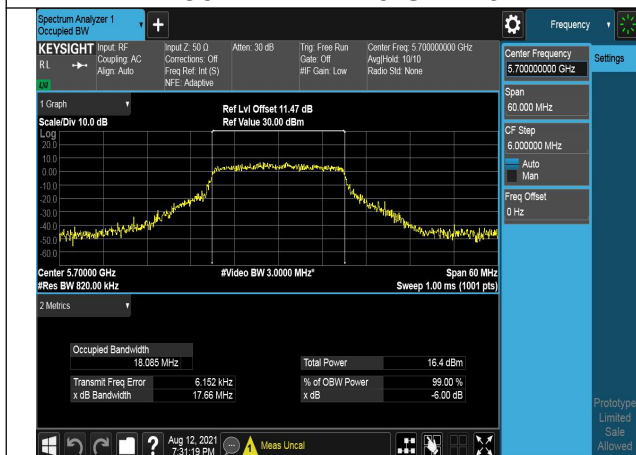 Spectrum Analyzer 1
Occupied BW
Frequency
KEYSIGHT
RL
Input: RF
Coupling: AC
Align: Auto
Input Z: 50 Ω
Corrections: Off
Freq Ref: Int (S)
NFE: Adaptive
Atten: 30 dB
Trig: Free Run
Gate: Off
#IF Gain: Low
Center Freq: 5.700000000 GHz
Avg|Hold: 10/10
Radio Std: None
Center Frequency
5.700000000 GHz
Settings
Span
60.000 MHz
CF Step
6.000000 MHz
Auto
Man
Freq Offset
0 Hz
1 Graph
Scale/Div 10.0 dB
Ref Lvl Offset 11.47 dB
Ref Value 30.00 dBm
Log
20.0
10.0
0.00
-10.0
-20.0
-30.0
-40.0
-50.0
-60.0
Center 5.70000 GHz
#Video BW 3.0000 MHz*
Span 60 MHz
#Res BW 820.00 kHz
Sweep 1.00 ms (1001 pts)
2 Metrics
Occupied Bandwidth
18.085 MHz
Total Power 16.4 dBm
Transmit Freq Error 6.152 kHz
% of OBW Power 99.00 %
x dB Bandwidth 17.66 MHz
x dB -6.00 dB
Prototype
Limited
Sale
Allowed
Aug 12, 2021
7:31:19 PM
Meas Uncal